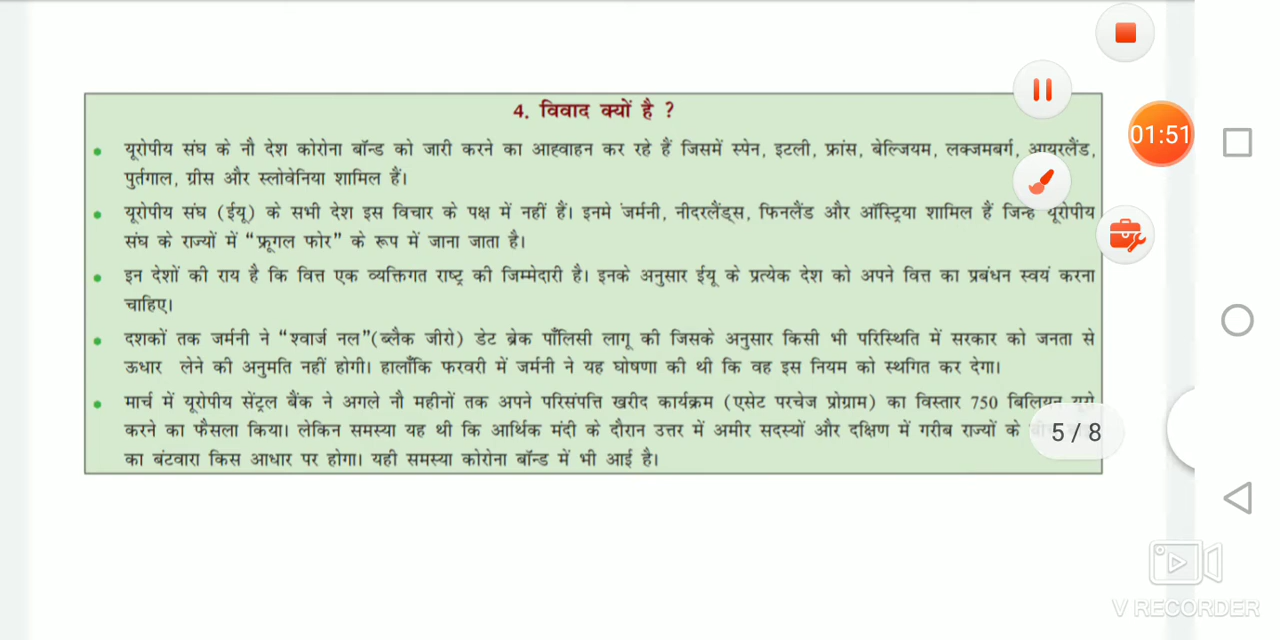 4. विवाद क्यों है ?
यूरोपीय संघ के नौ देश कोरोना बॉन्ड को जारी करने का आह्वाहन कर रहे हैं जिसमें स्पेन, इटली, फ्रांस, बेल्जियम, लक्जमबर्ग, आयरलैंड,
पुर्तगाल, ग्रीस और स्लोवेनिया शामिल हैं।
यूरोपीय संघ (ईयू) के सभी देश इस विचार के पक्ष में नहीं हैं। इनमे जर्मनी, नीदरलैंड्स, फिनलैंड और ऑस्ट्रिया शामिल हैं जिन्हे यूरोपीय
संघ के राज्यों में “फ्रूगल फोर” के रूप में जाना जाता है।
इन देशों की राय है कि वित्त एक व्यक्तिगत राष्ट्र की जिम्मेदारी है। इनके अनुसार ईयू के प्रत्येक देश को अपने वित्त का प्रबंधन स्वयं करना
चाहिए।
दशकों तक जर्मनी ने “श्वार्ज नल”(ब्लैक जीरो) डेट ब्रेक पॉलिसी लागू की जिसके अनुसार किसी भी परिस्थिति में सरकार को जनता से
ऊधार लेने की अनुमति नहीं होगी। हालाँकि फरवरी में जर्मनी ने यह घोषणा की थी कि वह इस नियम को स्थगित कर देगा।
मार्च में यूरोपीय सेंट्रल बैंक ने अगले नौ महीनों तक अपने परिसंपत्ति खरीद कार्यक्रम (एसेट परचेज प्रोग्राम) का विस्तार 750 बिलियन यूरो
करने का फैसला किया। लेकिन समस्या यह थी कि आर्थिक मंदी के दौरान उत्तर में अमीर सदस्यों और दक्षिण में गरीब राज्यों के
का बंटवारा किस आधार पर होगा। यही समस्या कोरोना बॉन्ड में भी आई है।
01:51
5 / 8
V RECORDER